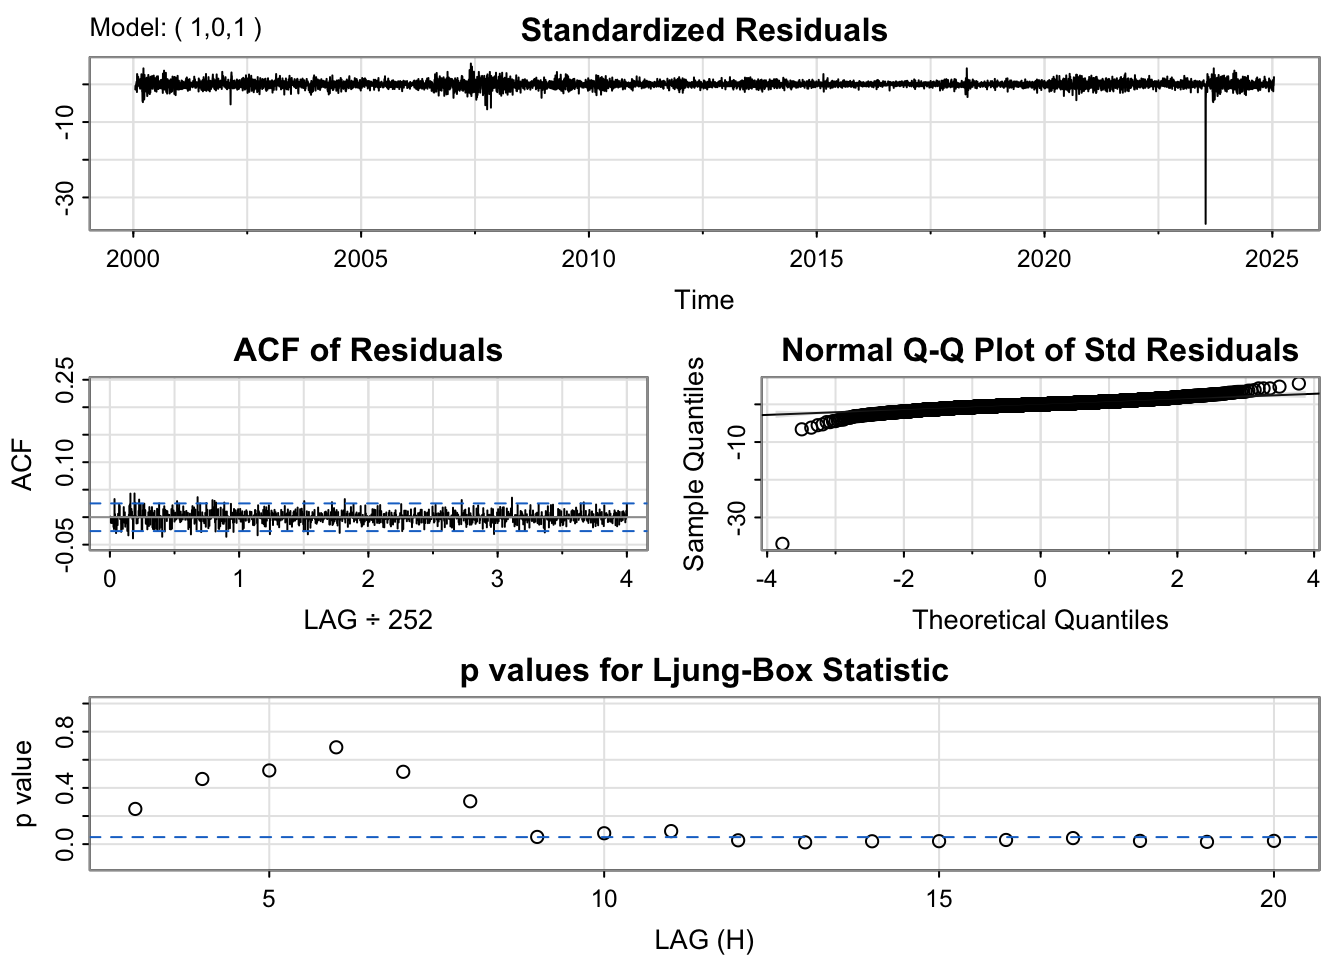 Model: ( 1,0,1 )
Standardized Residuals
-10
-30
2000 2005 2010 2015 2020 2025
Time
ACF of Residuals
ACF
0.25
0.10
-0.05
0 1 2 3 4
LAG ÷ 252
Normal Q-Q Plot of Std Residuals
Sample Quantiles
-10
-30
-4 -2 0 2 4
Theoretical Quantiles
p values for Ljung-Box Statistic
p value
0.8
0.4
0.0
5 10 15 20
LAG (H)